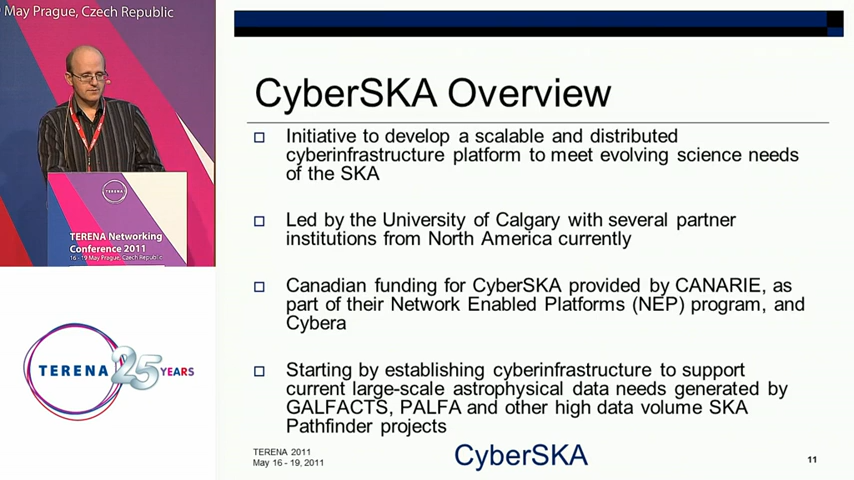 May Prague, Czech Republic
TERENA
TERENA Networking
Conference 2011
16 - 19 May Prague, Czech Republic
TERENA 25 YEARS
CyberSKA Overview
Initiative to develop a scalable and distributed
cyberinfrastructure platform to meet evolving science needs
of the SKA
Led by the University of Calgary with several partner
institutions from North America currently
Canadian funding for CyberSKA provided by CANARIE, as
part of their Network Enabled Platforms (NEP) program, and
Cybera
Starting by establishing cyberinfrastructure to support
current large-scale astrophysical data needs generated by
GALFACTS, PALFA and other high data volume SKA
Pathfinder projects
TERENA 2011
May 16 - 19, 2011
CyberSKA
11